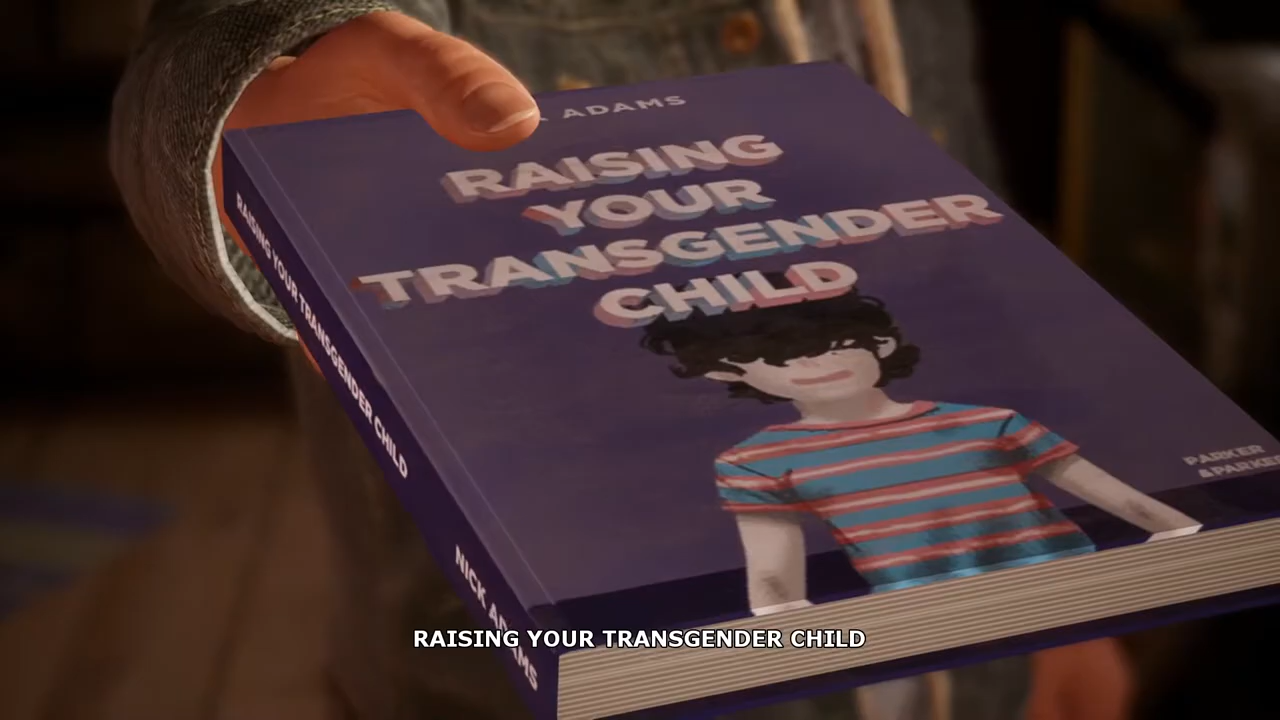 ADAMS
RAISING
YOUR
TRANSGENDER
CHILD
PARKER
&PARKER
RAISING YOUR TRANSGENDER CHILD
NICK ADAMS
RAISING YOUR TRANSGENDER CHILD